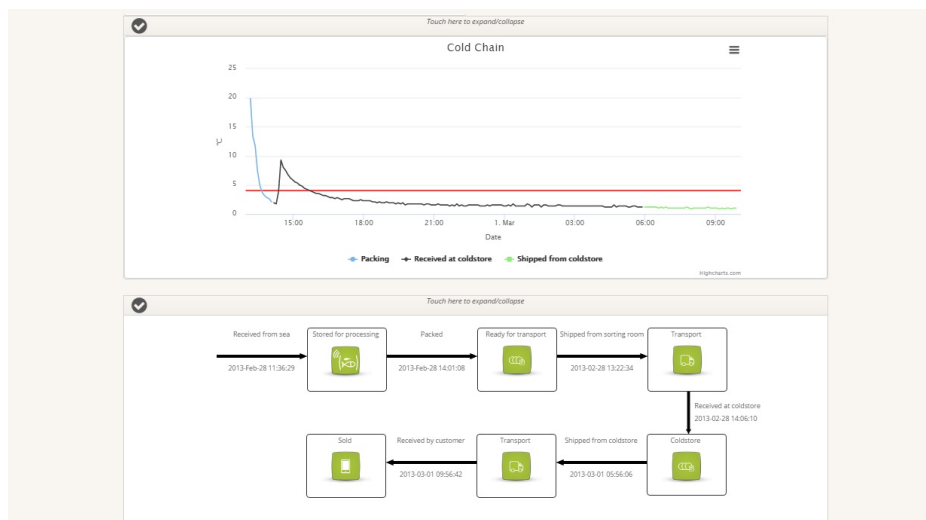 Touch here to expand/collapse
Cold Chain
25
20
15
10
5
0
°C
15:00 18:00 21:00 1. Mar 03:00 06:00 09:00
Date
Packing Received at coldstore Shipped from coldstore
Highcharts.com
Touch here to expand/collapse
Received from sea Stored for processing Packed Ready for transport Shipped from sorting room Transport
2013-Feb-28 11:36:29 2013-Feb-28 14:01:08 2013-02-28 13:22:34
Received at coldstore
2013-02-28 14:06:10
Sold Received by customer Transport Shipped from coldstore Coldstore
2013-03-01 09:56:42 2013-03-01 05:56:06